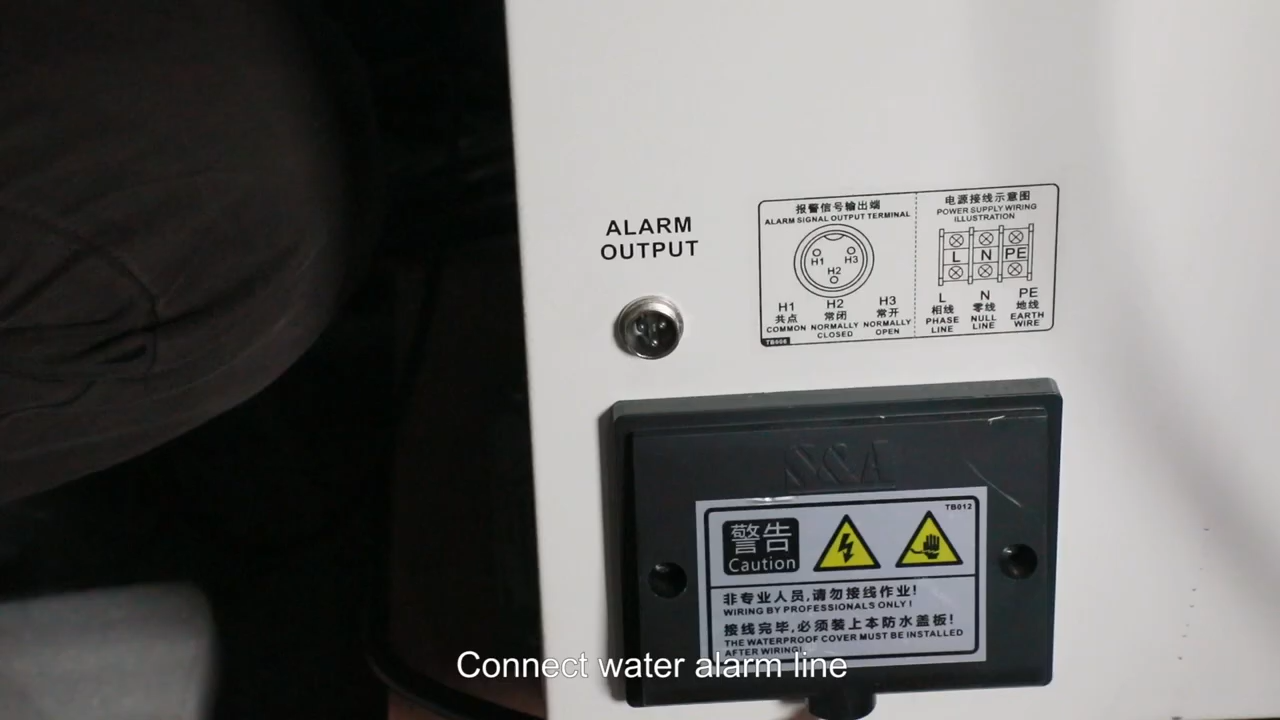 ALARM
OUTPUT
报警信号输出端
ALARM SIGNAL OUTPUT TERMINAL
H1
H3
H2
H1 H2 H3
共点 常闭 常开
COMMON NORMALLY CLOSED NORMALLY OPEN
TB006
电源接线示意图
POWER SUPPLY WIRING
ILLUSTRATION
L N PE
L N PE
相线 零线 地线
PHASE LINE NULL LINE EARTH WIRE
S&A
TB012
警告
Caution
非专业人员,请勿接线作业!
WIRING BY PROFESSIONALS ONLY!
接线完毕,必须装上本防水盖板!
THE WATERPROOF COVER MUST BE INSTALLED
AFTER WIRING!
Connect water alarm line